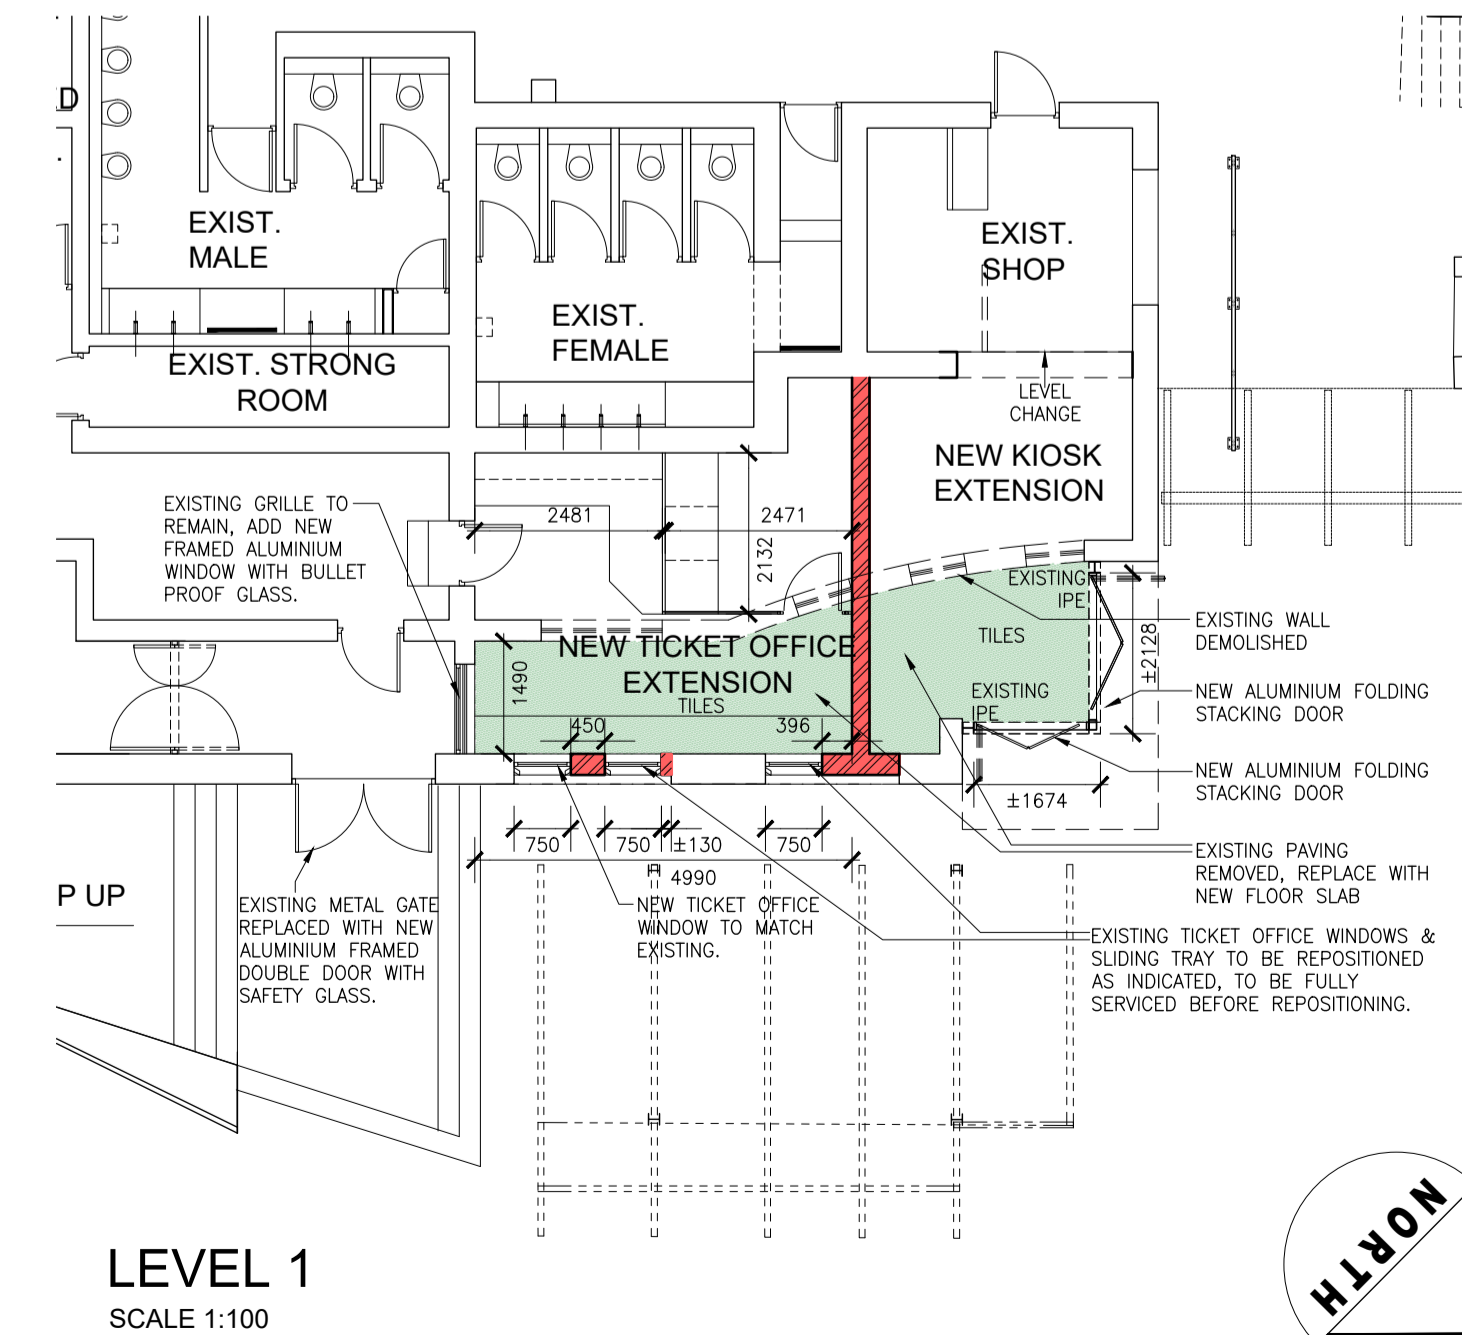 EXIST.
MALE
EXIST. STRONG
ROOM
EXIST.
FEMALE
EXIST.
SHOP
LEVEL
CHANGE
NEW KIOSK
EXTENSION
EXISTING GRILLE TO
REMAIN, ADD NEW
FRAMED ALUMINIUM
WINDOW WITH BULLET
PROOF GLASS.
2481
2471
2132
EXISTING
IPE
TILES
EXISTING WALL
DEMOLISHED
±2128
NEW TICKET OFFICE
EXTENSION
TILES
1490
450
396
EXISTING
IPE
NEW ALUMINIUM FOLDING
STACKING DOOR
NEW ALUMINIUM FOLDING
STACKING DOOR
±1674
750
750
±130
750
4990
EXISTING PAVING
REMOVED, REPLACE WITH
NEW FLOOR SLAB
P UP
EXISTING METAL GATE
REPLACED WITH NEW
ALUMINIUM FRAMED
DOUBLE DOOR WITH
SAFETY GLASS.
NEW TICKET OFFICE
WINDOW TO MATCH
EXISTING.
EXISTING TICKET OFFICE WINDOWS &
SLIDING TRAY TO BE REPOSITIONED
AS INDICATED, TO BE FULLY
SERVICED BEFORE REPOSITIONING.
LEVEL 1
SCALE 1:100
NORTH